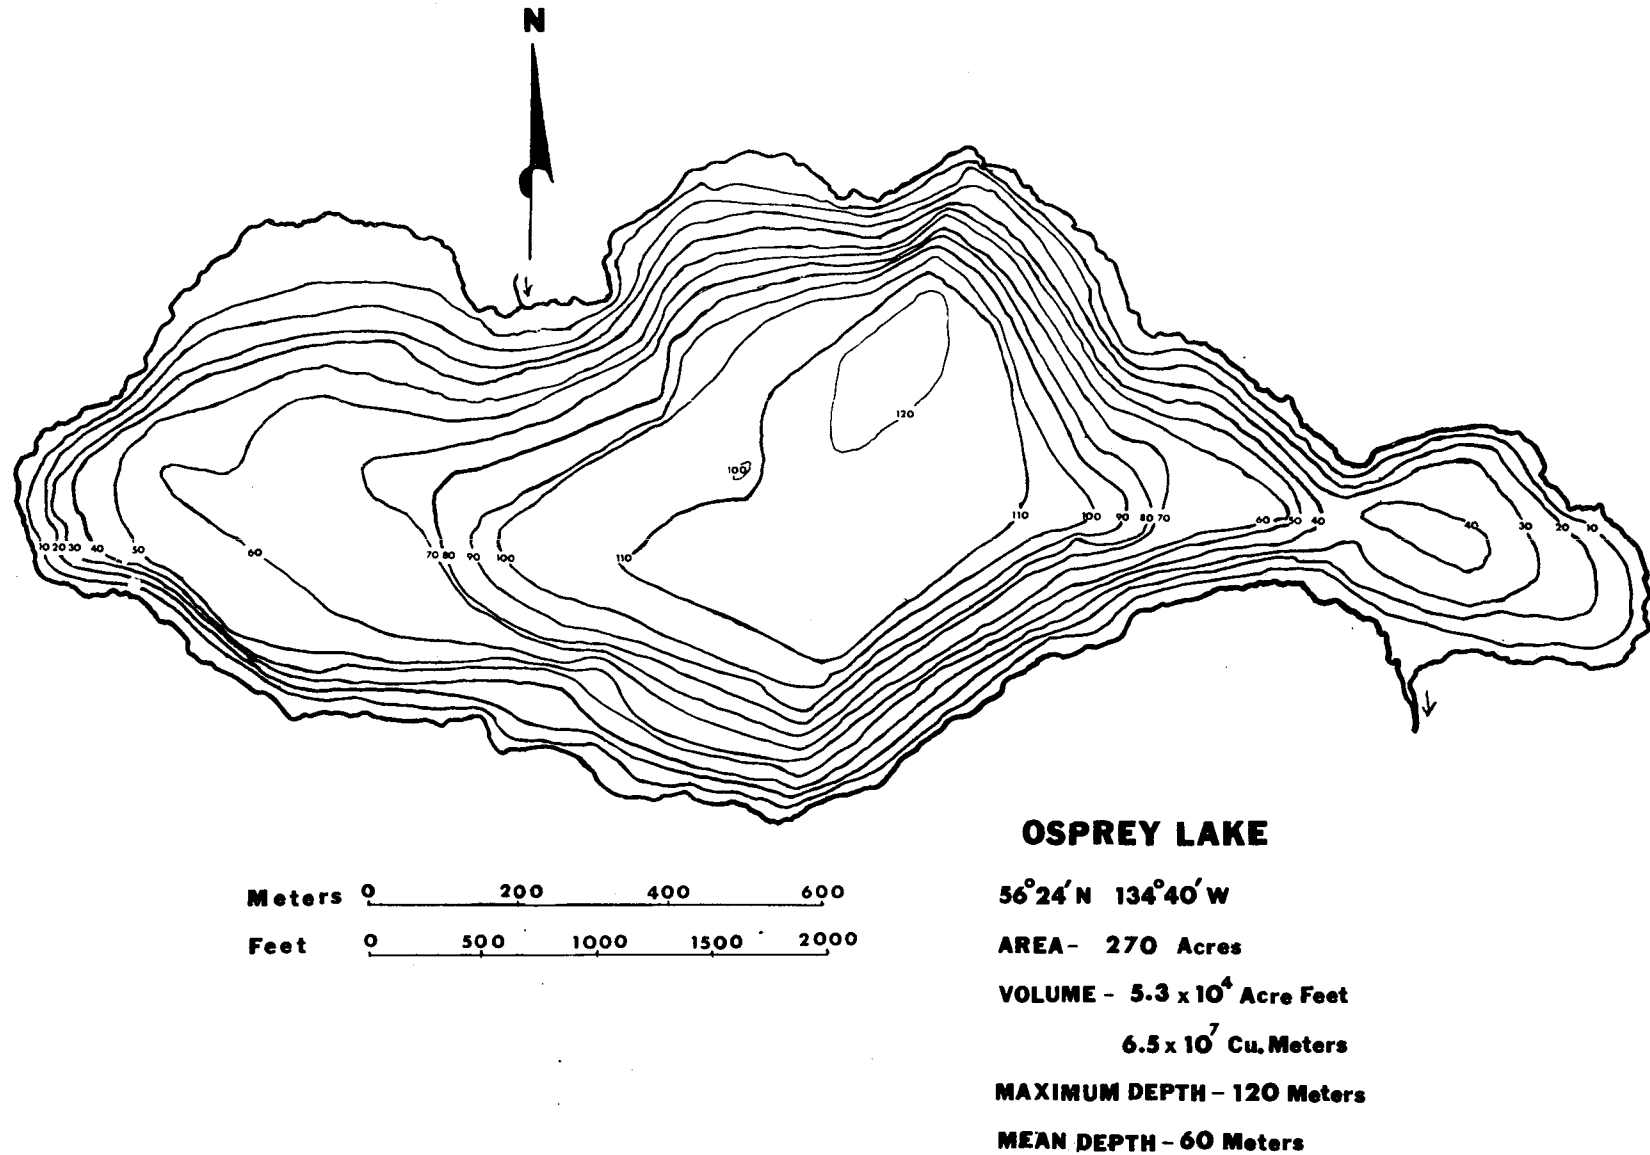 N
120
100
110
100
90
80
70
60
50
40
40
30
20
10
10
20
30
40
50
60
70
80
90
100
110
OSPREY LAKE
56°24′N 134°40′W
AREA- 270 Acres
VOLUME - 5.3 x 10⁴ Acre Feet
6.5 x 10⁷ Cu. Meters
MAXIMUM DEPTH - 120 Meters
MEAN DEPTH - 60 Meters
Meters 0 200 400 600
Feet 0 500 1000 1500 2000